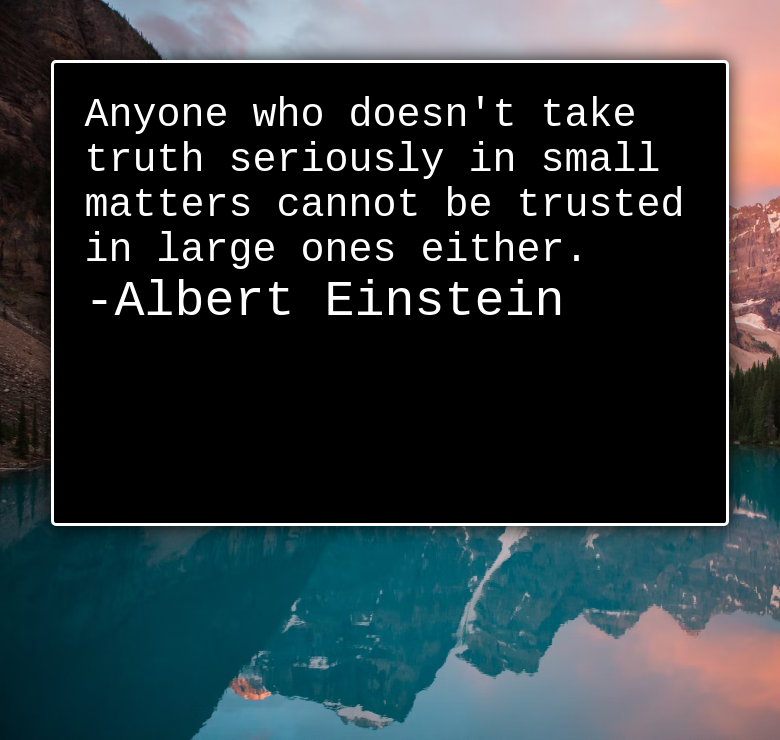 Anyone who doesn't take
truth seriously in small
matters cannot be trusted
in large ones either.
-Albert Einstein